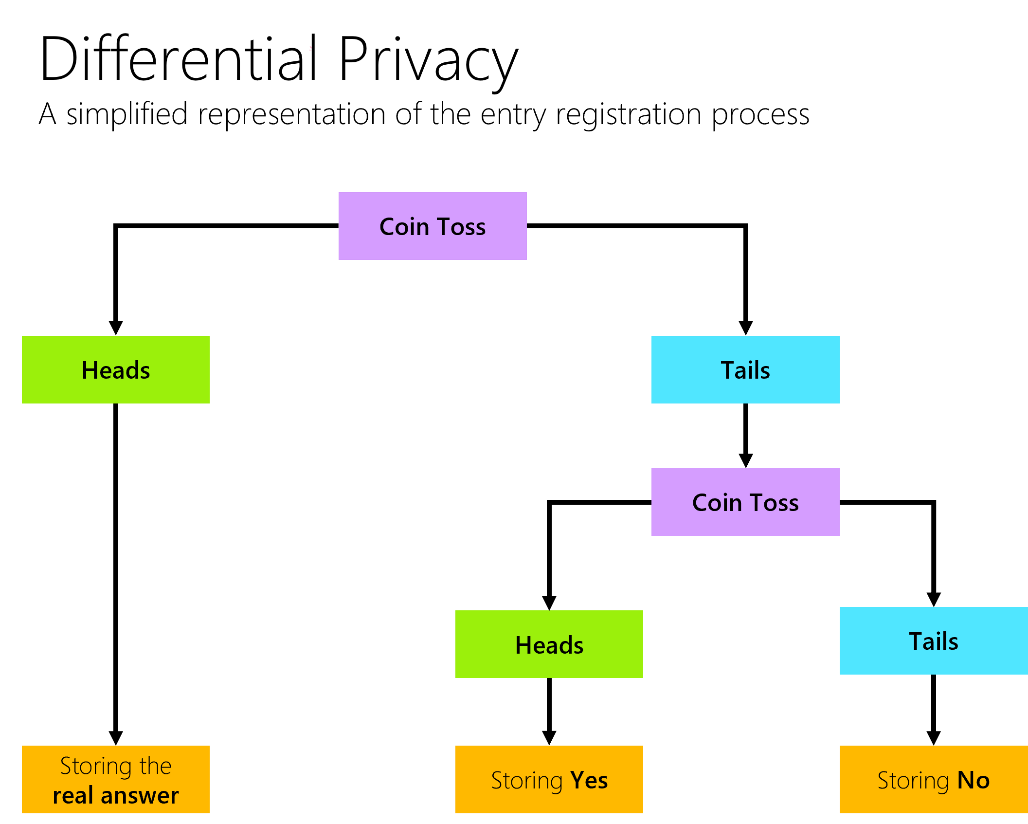 Differential Privacy
A simplified representation of the entry registration process
Coin Toss
Heads
Tails
Coin Toss
Heads
Tails
Storing the
real answer
Storing Yes
Storing No